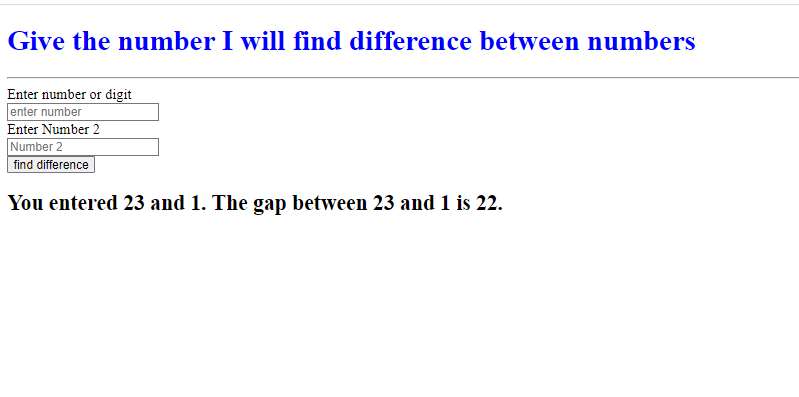 Give the number I will find difference between numbers
Enter number or digit
enter number
Enter Number 2
Number 2
find difference
You entered 23 and 1. The gap between 23 and 1 is 22.